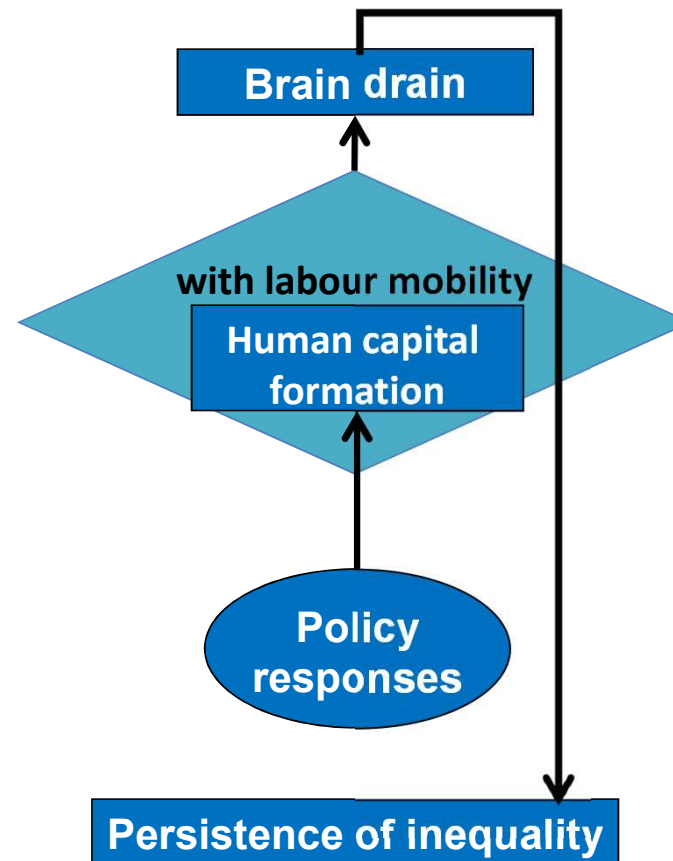 Brain drain
with labour mobility
Human capital
formation
Policy
responses
Persistence of inequality